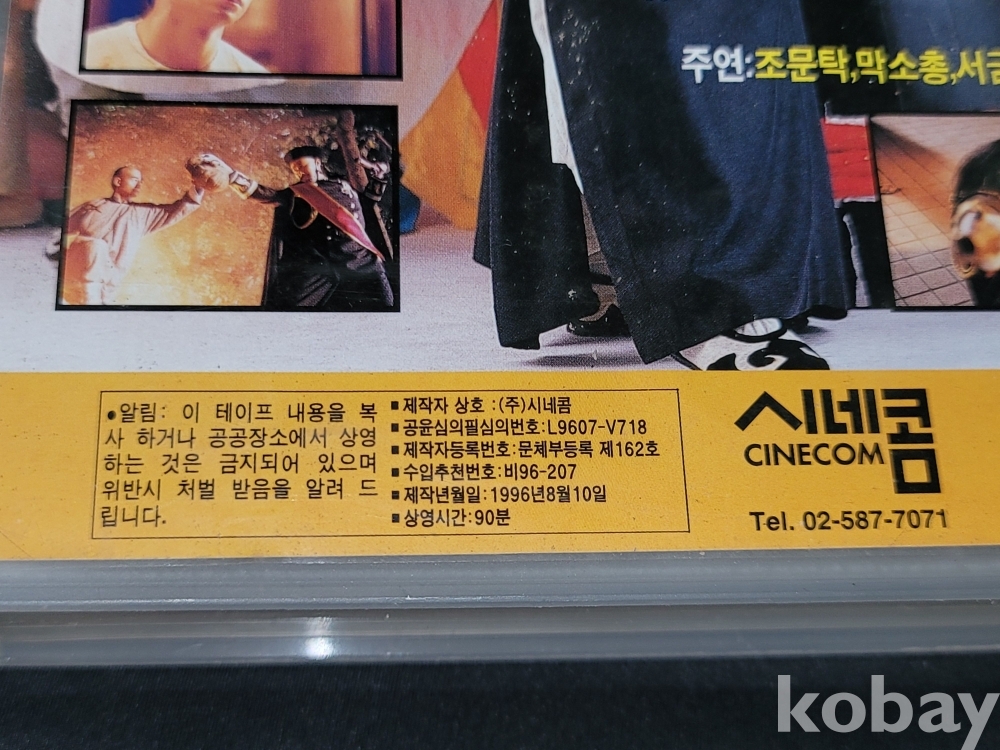 주연:조문탁,막소총,서금
●알림: 이 테이프 내용을 복
사 하거나 공공장소에서 상영
하는 것은 금지되어 있으며
위반시 처벌 받음을 알려 드
립니다.
■제작자 상호 :(주)시네콤
■공윤심의필심의번호:L9607-V718
■제작자등록번호:문체부등록 제162호
■수입추천번호:비96-207
■제작년월일:1996년8월10일
■상영시간:90분
시네콤
CINECOM
Tel. 02-587-7071
kobay